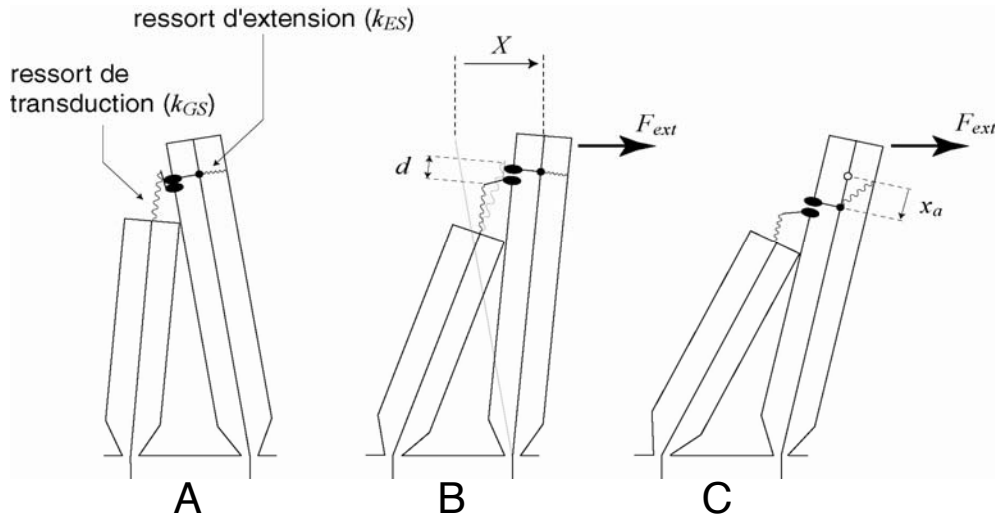 ressort d'extension (kES)
ressort de
transduction (kGS)
X
Fext
d
Fext
xa
A
B
C